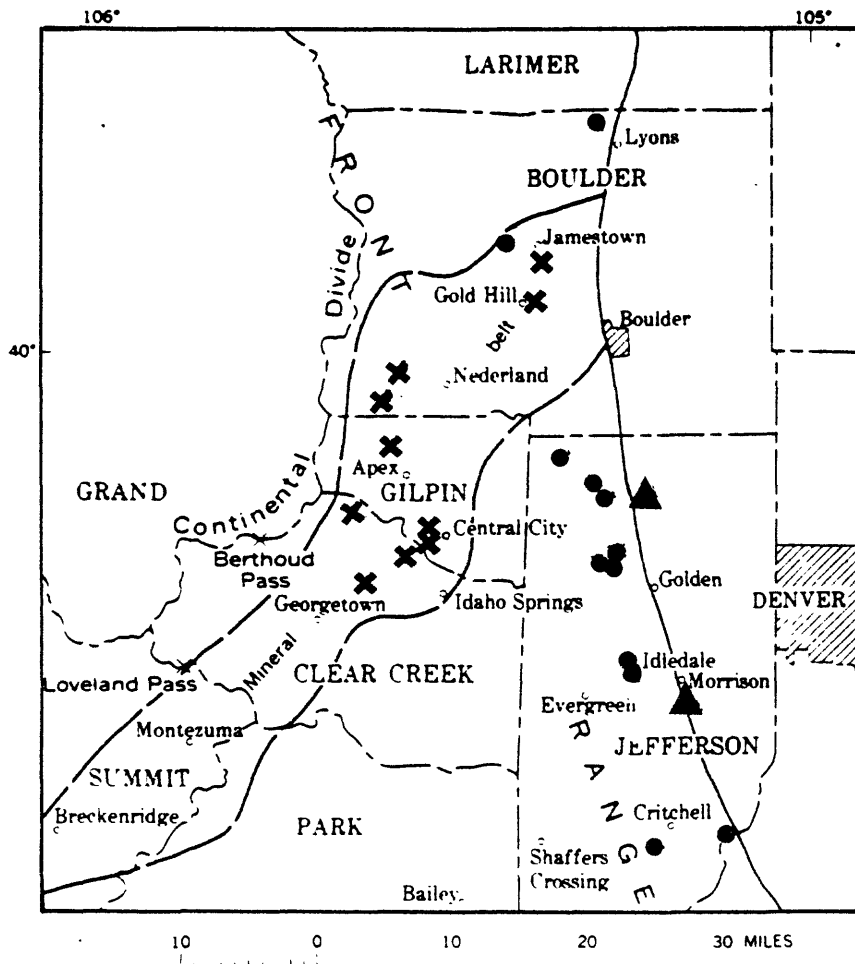 106° 105°
LARIMER
FRONT
Lyons
BOULDER
Jamestown
Divide
Gold Hill
belt
Boulder
40°
Nederland
Continental
Apex
GRAND
GILPIN
Central City
Berthoud
Pass
Golden
Georgetown
Idaho Springs
DENVER
Mineral
Idledale
Loveland Pass
CLEAR CREEK
Morrison
Evergreen
Montezuma
RANGE
JEFFERSON
SUMMIT
Breckenridge
PARK
Critchell
Shaffers
Crossing
Bailey
10 0 10 20 30 MILES